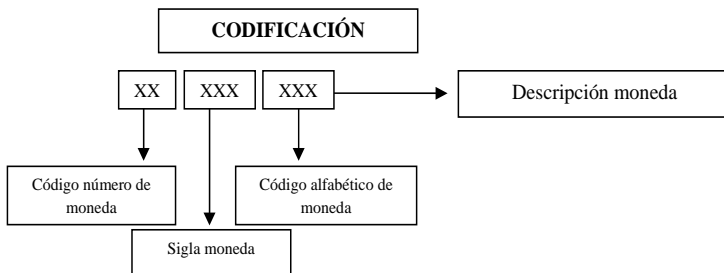 CODIFICACIÓN
XX XXX XXX
Descripción moneda
Código número de
moneda
Código alfabético de
moneda
Sigla moneda